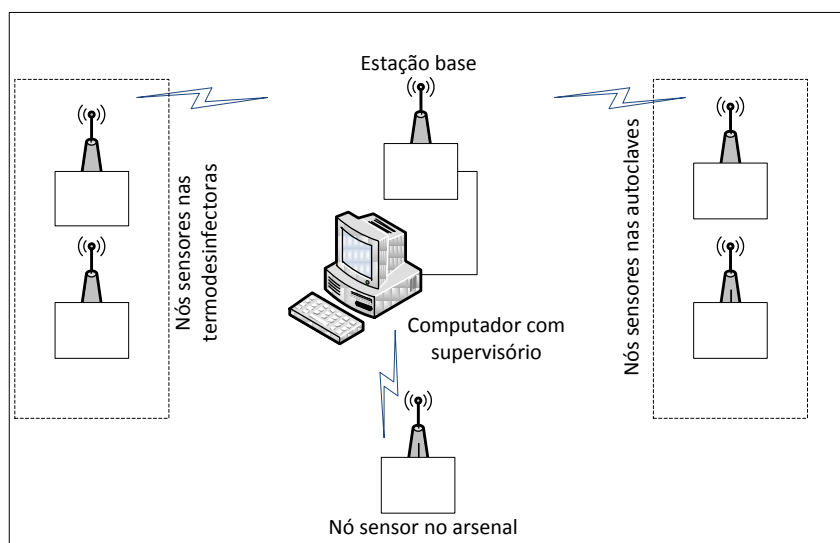 Estação base
Nós sensores nas
termodesinfectoras
Nós sensores nas autoclaves
Computador com
supervisório
Nó sensor no arsenal